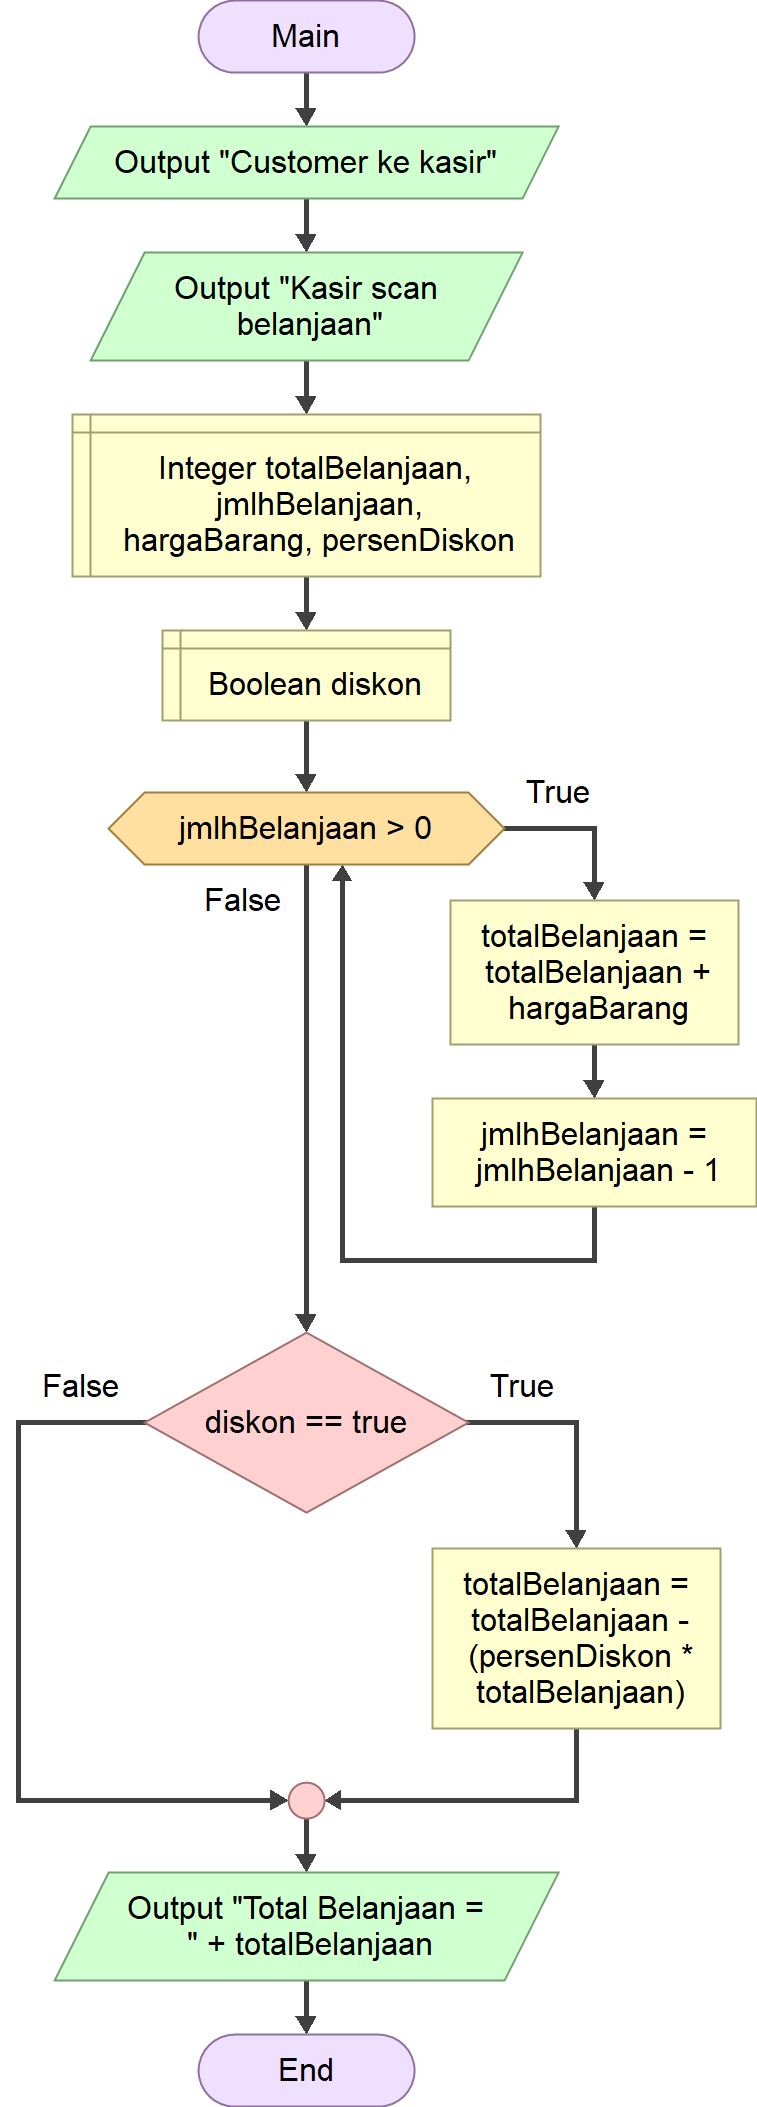 Main
Output "Customer ke kasir"
Output "Kasir scan
belanjaan"
Integer totalBelanjaan,
jmlhBelanjaan,
hargaBarang, persenDiskon
Boolean diskon
jmlhBelanjaan > 0
True
False
totalBelanjaan =
totalBelanjaan +
hargaBarang
jmlhBelanjaan =
jmlhBelanjaan - 1
False
True
diskon == true
totalBelanjaan =
totalBelanjaan -
(persenDiskon *
totalBelanjaan)
Output "Total Belanjaan =
" + totalBelanjaan
End